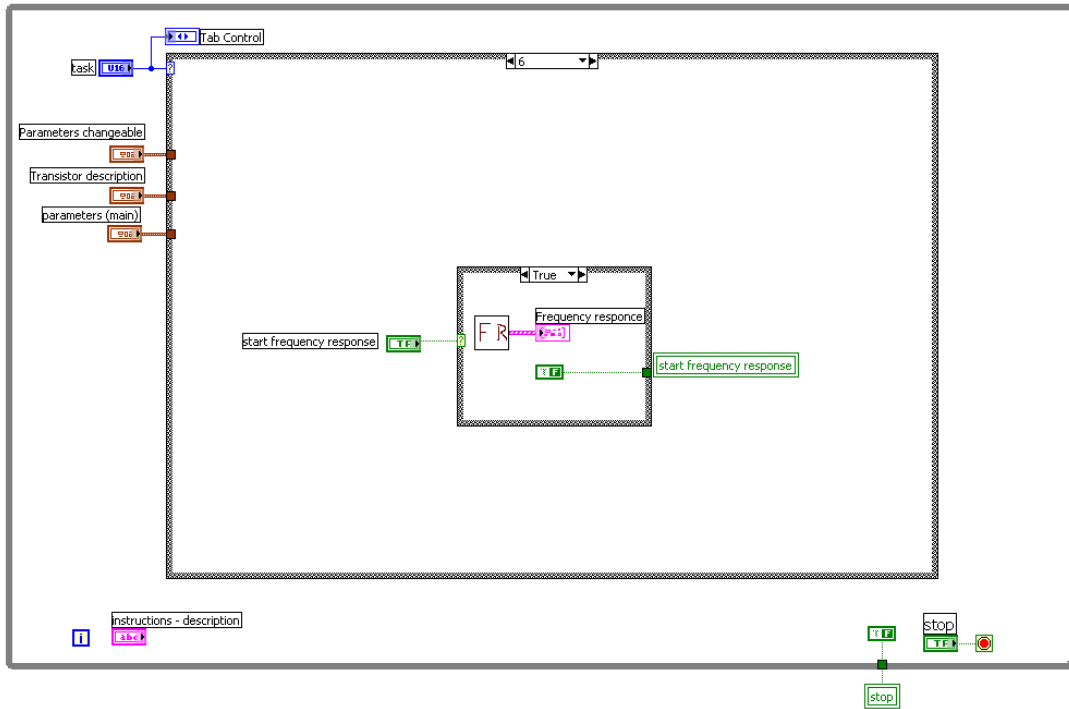 Tab Control
task
U16
6
Parameters changeable
Transistor description
parameters (main)
True
Frequency responce
F R
start frequency response
TF
F
start frequency response
instructions - description
i
abc
F
stop
TF
stop